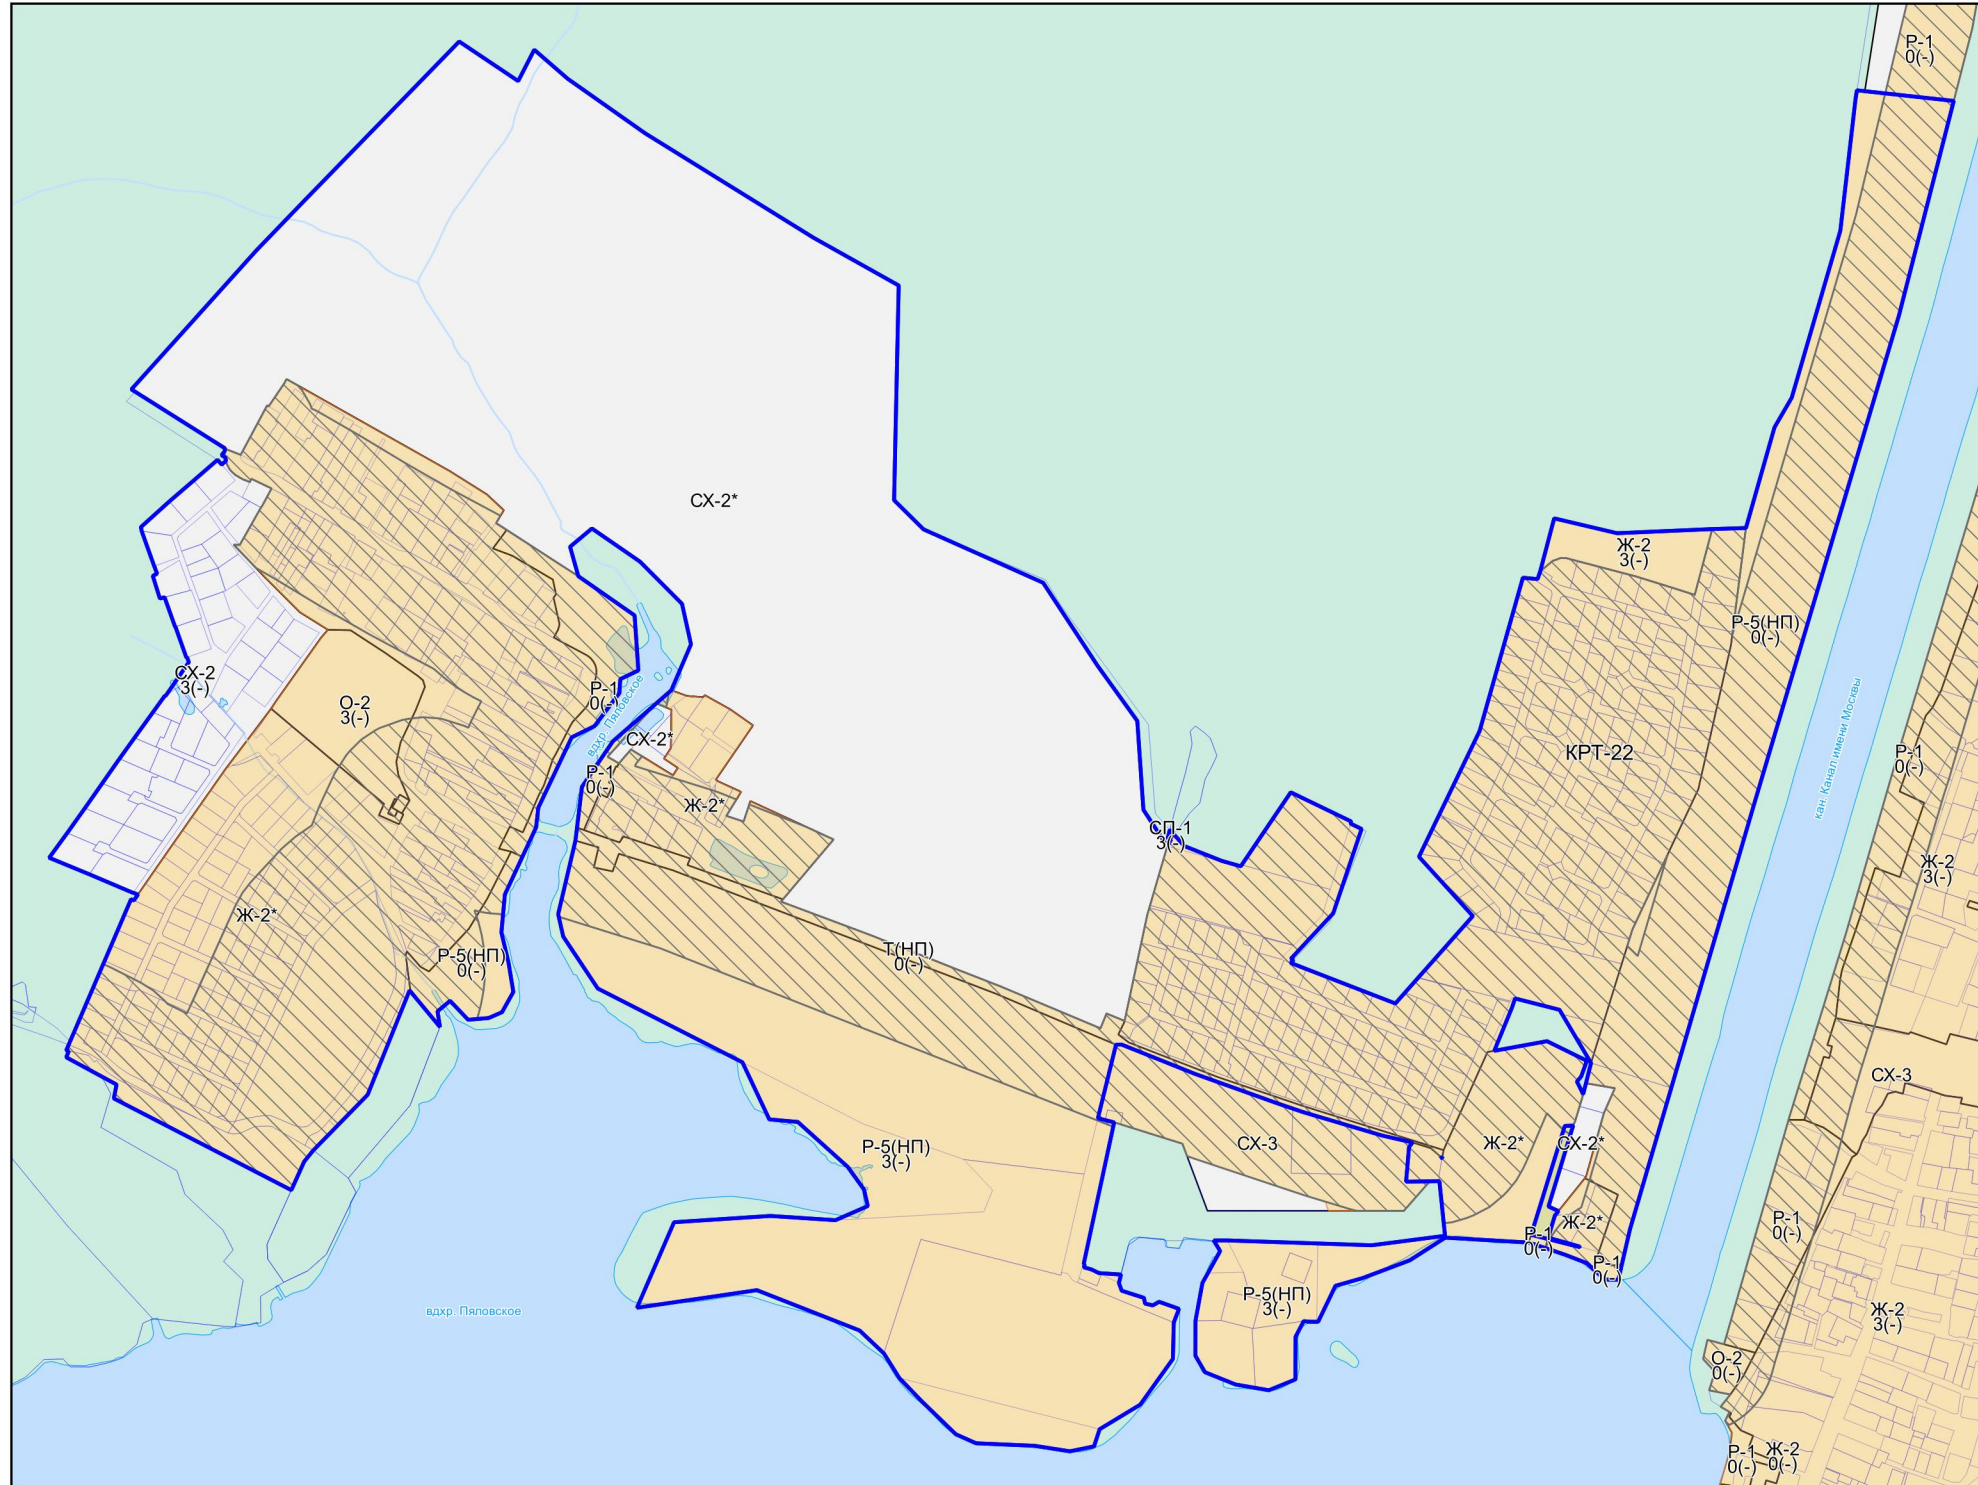 Р-1
0(-)
СХ-2*
Ж-2
3(-)
Р-5(НП)
0(-)
СХ-2
3(-)
О-2
3(-)
Р-1
0(-)
вдхр. Пяловское
СХ-2*
кан. Канал имени Москвы
КРТ-22
Р-1
0(-)
Р-1
0(-)
Ж-2*
СП-1
3(-)
Ж-2
3(-)
Ж-2*
Р-5(НП)
0(-)
Т(НП)
0(-)
СХ-3
Р-5(НП)
3(-)
СХ-3
Ж-2*
СХ-2*
Р-1
0(-)
Ж-2*
Р-1
0(-)
Р-1
0(-)
Р-5(НП)
3(-)
вдхр. Пяловское
Ж-2
3(-)
О-2
0(-)
Р-1
0(-)
Ж-2
0(-)